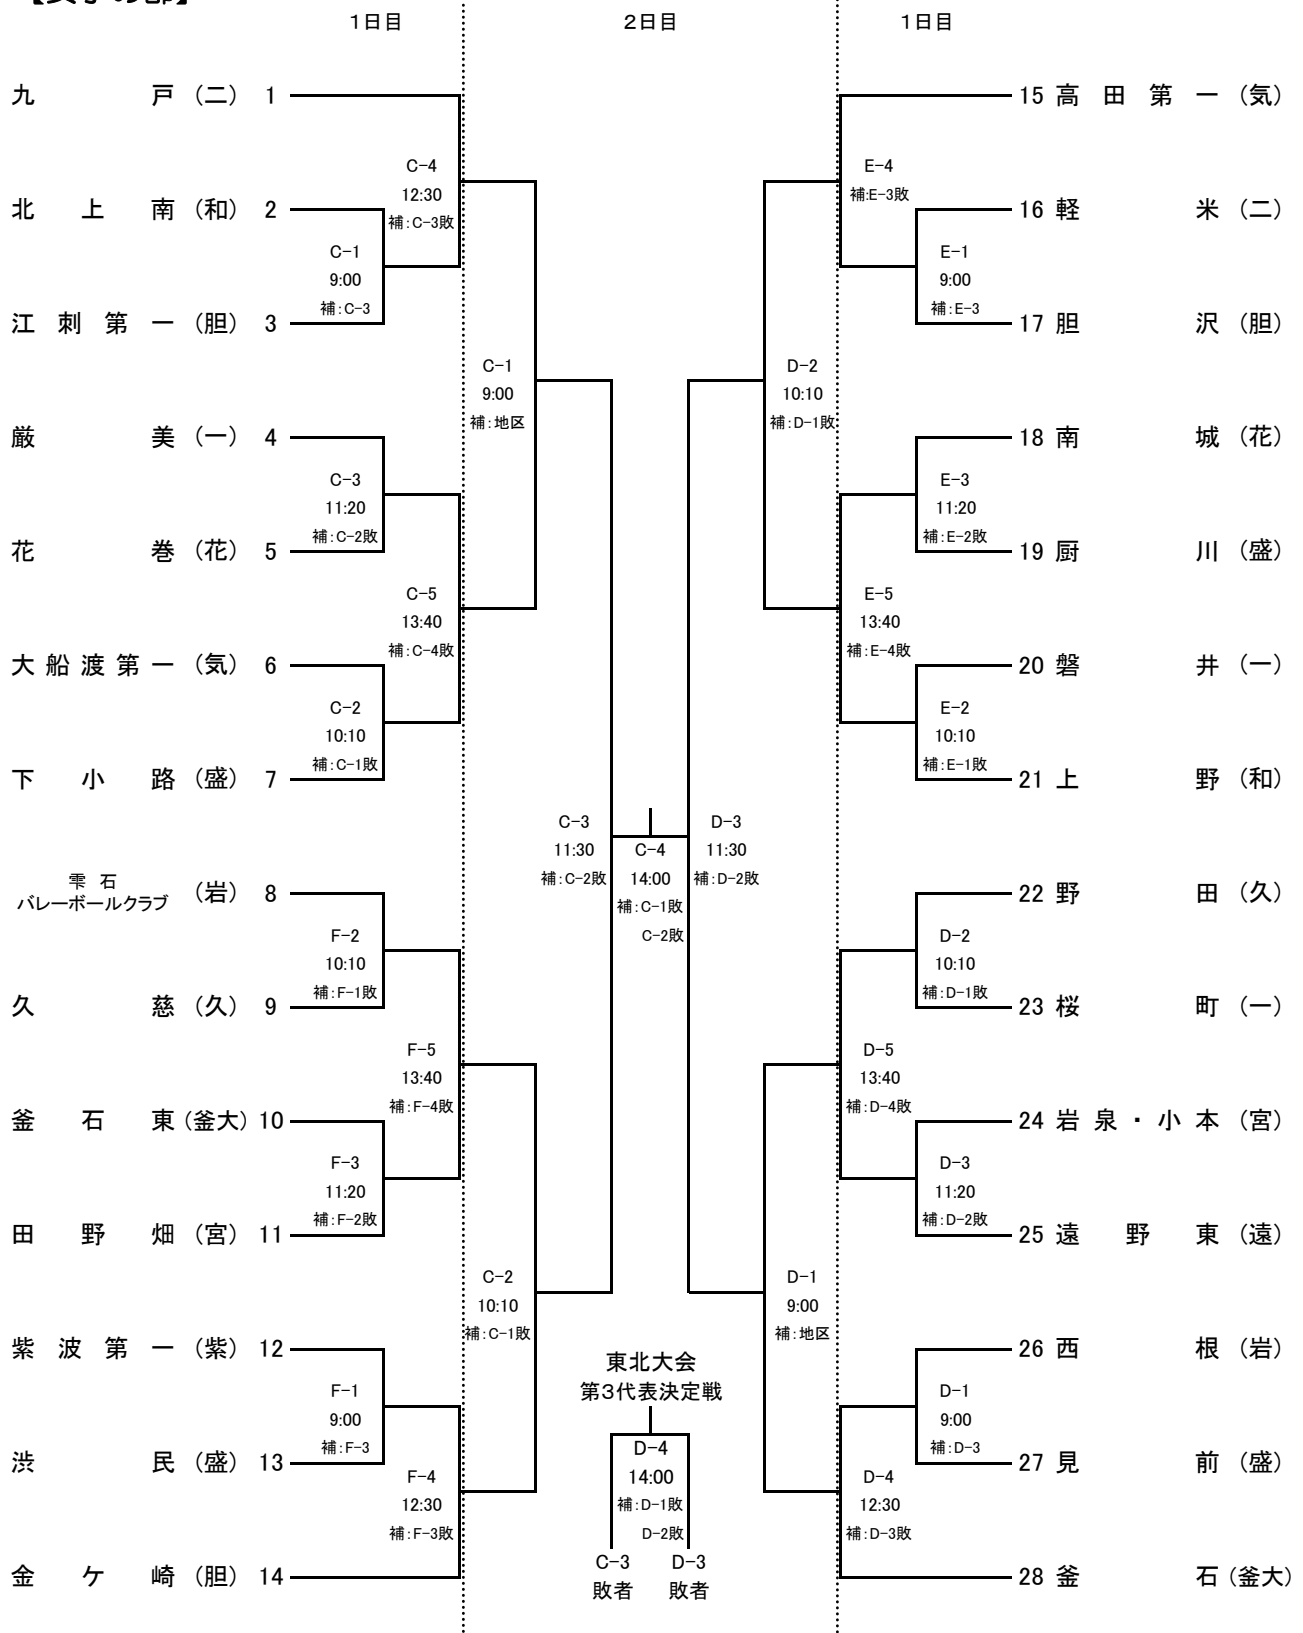 1日目 2日目 1日目
九戸（二） 1
15 高田第一（気）
C-4
12:30
補:C-3敗
E-4
補:E-3敗
北上南（和） 2
16 軽米（二）
C-1
9:00
補:C-3
E-1
9:00
補:E-3
江刺第一（胆） 3
17 胆沢（胆）
C-1
9:00
補:地区
D-2
10:10
補:D-1敗
厳美（一） 4
18 南城（花）
C-3
11:20
補:C-2敗
E-3
11:20
補:E-2敗
花巻（花） 5
19 厨川（盛）
C-5
13:40
補:C-4敗
E-5
13:40
補:E-4敗
大船渡第一（気） 6
20 磐井（一）
C-2
10:10
補:C-1敗
E-2
10:10
補:E-1敗
下小路（盛） 7
21 上野（和）
C-3
11:30
補:C-2敗
C-4
14:00
補:C-1敗
C-2敗
D-3
11:30
補:D-2敗
雫石
バレーボールクラブ（岩） 8
22 野田（久）
F-2
10:10
補:F-1敗
D-2
10:10
補:D-1敗
久慈（久） 9
23 桜町（一）
F-5
13:40
補:F-4敗
D-5
13:40
補:D-4敗
釜石東（釜大） 10
24 岩泉・小本（宮）
F-3
11:20
補:F-2敗
D-3
11:20
補:D-2敗
田野畑（宮） 11
25 遠野東（遠）
C-2
10:10
補:C-1敗
D-1
9:00
補:地区
紫波第一（紫） 12
26 西根（岩）
F-1
9:00
補:F-3
D-1
9:00
補:D-3
渋民（盛） 13
27 見前（盛）
F-4
12:30
補:F-3敗
D-4
12:30
補:D-3敗
金ケ崎（胆） 14
28 釜石（釜大）
東北大会
第3代表決定戦
D-4
14:00
補:D-1敗
D-2敗
C-3 D-3
敗者 敗者